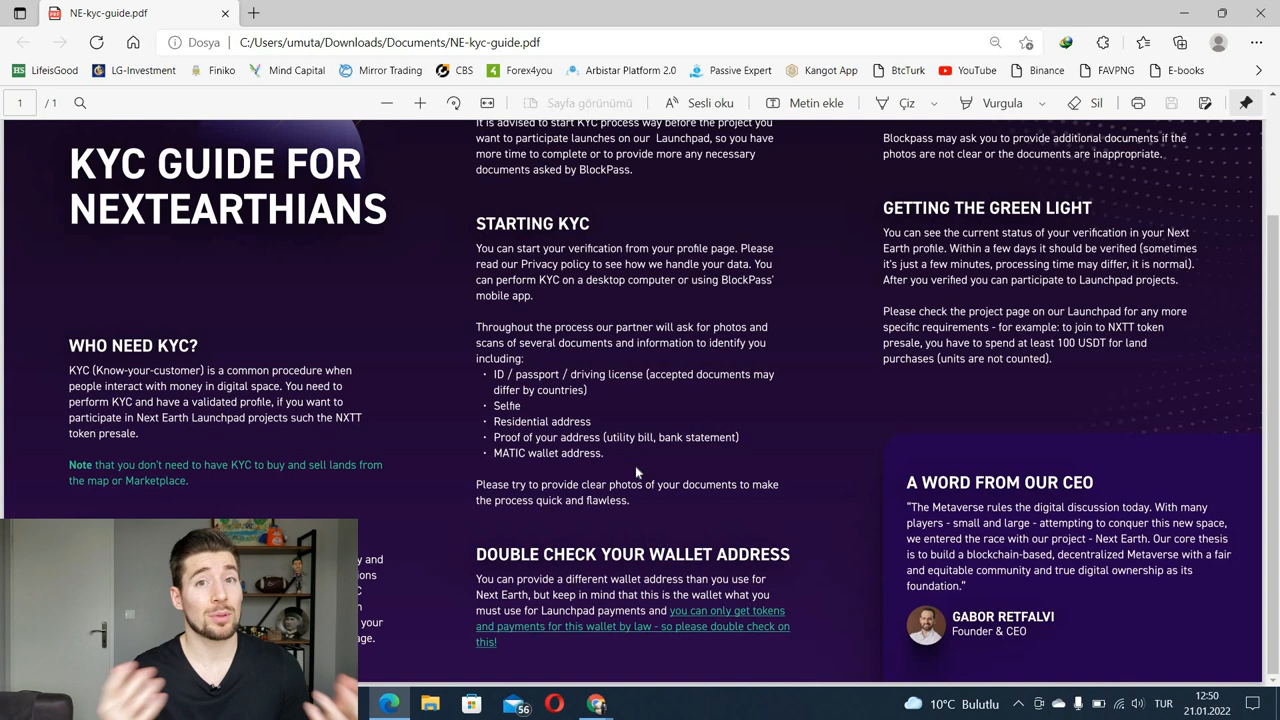 NE-kyc-guide.pdf
Dosya
C:/Users/umuta/Downloads/Documents/NE-kyc-guide.pdf
HS LifeisGood
LG-Investment
Finiko
Mind Capital
Mirror Trading
CBS
4 Forex4you
Arbistar Platform 2.0
Passive Expert
Kangot App
BtcTurk
YouTube
Binance
FAVPNG
E-books
1 / 1
Sayfa görünümü
Sesli oku
Metin ekle
Çiz
Vurgula
Sil
KYC GUIDE FOR
NEXTEARTHIANS
WHO NEED KYC?
KYC (Know-your-customer) is a common procedure when
people interact with money in digital space. You need to
perform KYC and have a validated profile, if you want to
participate in Next Earth Launchpad projects such the NXTT
token presale.
Note that you don't need to have KYC to buy and sell lands from
the map or Marketplace.
y and
ions
C
n
your
ge.
It is advised to start KYC process way before the project you
want to participate launches on our Launchpad, so you have
more time to complete or to provide more any necessary
documents asked by BlockPass.
STARTING KYC
You can start your verification from your profile page. Please
read our Privacy policy to see how we handle your data. You
can perform KYC on a desktop computer or using BlockPass'
mobile app.
Throughout the process our partner will ask for photos and
scans of several documents and information to identify you
including:
· ID / passport / driving license (accepted documents may
differ by countries)
· Selfie
· Residential address
· Proof of your address (utility bill, bank statement)
· MATIC wallet address.
Please try to provide clear photos of your documents to make
the process quick and flawless.
DOUBLE CHECK YOUR WALLET ADDRESS
You can provide a different wallet address than you use for
Next Earth, but keep in mind that this is the wallet what you
must use for Launchpad payments and you can only get tokens
and payments for this wallet by law - so please double check on
this!
Blockpass may ask you to provide additional documents if the
photos are not clear or the documents are inappropriate.
GETTING THE GREEN LIGHT
You can see the current status of your verification in your Next
Earth profile. Within a few days it should be verified (sometimes
it's just a few minutes, processing time may differ, it is normal).
After you verified you can participate to Launchpad projects.
Please check the project page on our Launchpad for any more
specific requirements - for example: to join to NXTT token
presale, you have to spend at least 100 USDT for land
purchases (units are not counted).
A WORD FROM OUR CEO
“The Metaverse rules the digital discussion today. With many
players - small and large - attempting to conquer this new space,
we entered the race with our project - Next Earth. Our core thesis
is to build a blockchain-based, decentralized Metaverse with a fair
and equitable community and true digital ownership as its
foundation.”
GABOR RETFALVI
Founder & CEO
56
10°C Bulutlu
TUR
12:50
21.01.2022